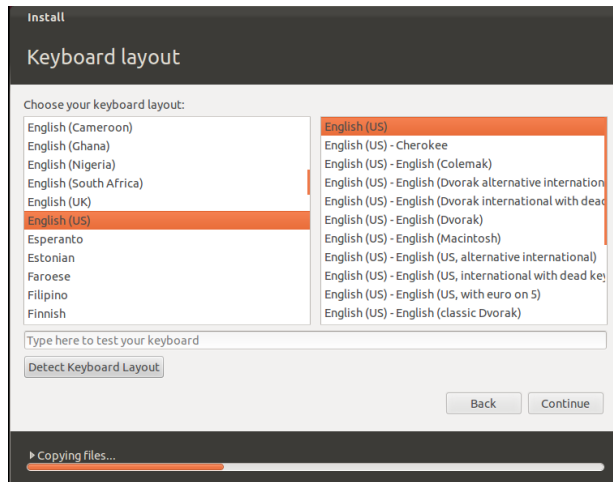 Install
Keyboard layout
Choose your keyboard layout:
English (Cameroon)
English (Ghana)
English (Nigeria)
English (South Africa)
English (UK)
English (US)
Esperanto
Estonian
Faroese
Filipino
Finnish
English (US)
English (US) - Cherokee
English (US) - English (Colemak)
English (US) - English (Dvorak alternative internation
English (US) - English (Dvorak international with dead
English (US) - English (Dvorak)
English (US) - English (Macintosh)
English (US) - English (US, alternative international)
English (US) - English (US, international with dead key
English (US) - English (US, with euro on 5)
English (US) - English (classic Dvorak)
Type here to test your keyboard
Detect Keyboard Layout
Back Continue
Copying files...